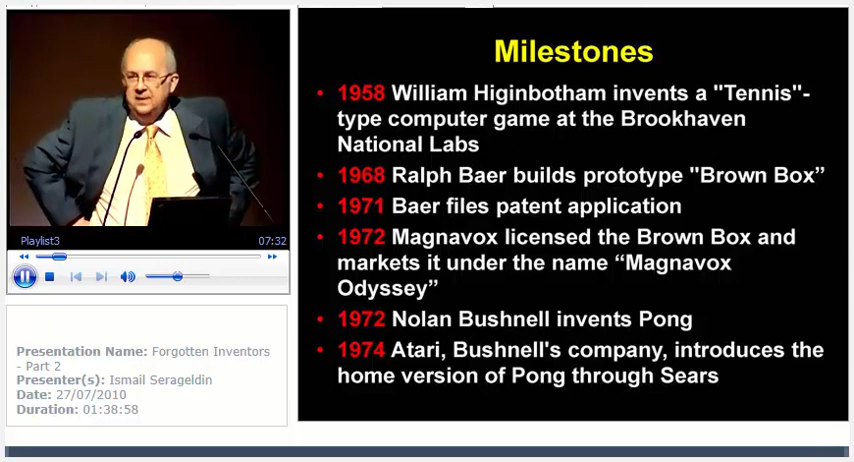 Playlist3 07:32
Presentation Name: Forgotten Inventors
- Part 2
Presenter(s): Ismail Serageldin
Date: 27/07/2010
Duration: 01:38:58
Milestones
• 1958 William Higinbotham invents a "Tennis"-
type computer game at the Brookhaven
National Labs
• 1968 Ralph Baer builds prototype "Brown Box”
• 1971 Baer files patent application
• 1972 Magnavox licensed the Brown Box and
markets it under the name “Magnavox
Odyssey”
• 1972 Nolan Bushnell invents Pong
• 1974 Atari, Bushnell's company, introduces the
home version of Pong through Sears